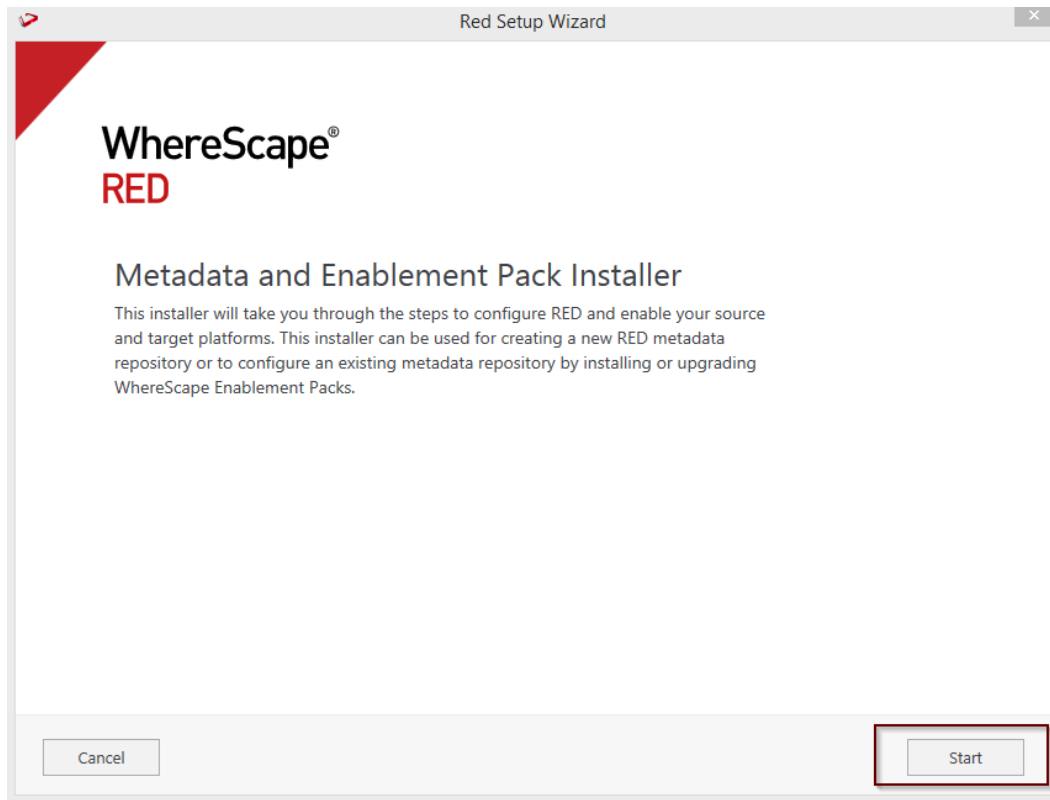 Red Setup Wizard
WhereScape®
RED
Metadata and Enablement Pack Installer
This installer will take you through the steps to configure RED and enable your source
and target platforms. This installer can be used for creating a new RED metadata
repository or to configure an existing metadata repository by installing or upgrading
WhereScape Enablement Packs.
Cancel
Start